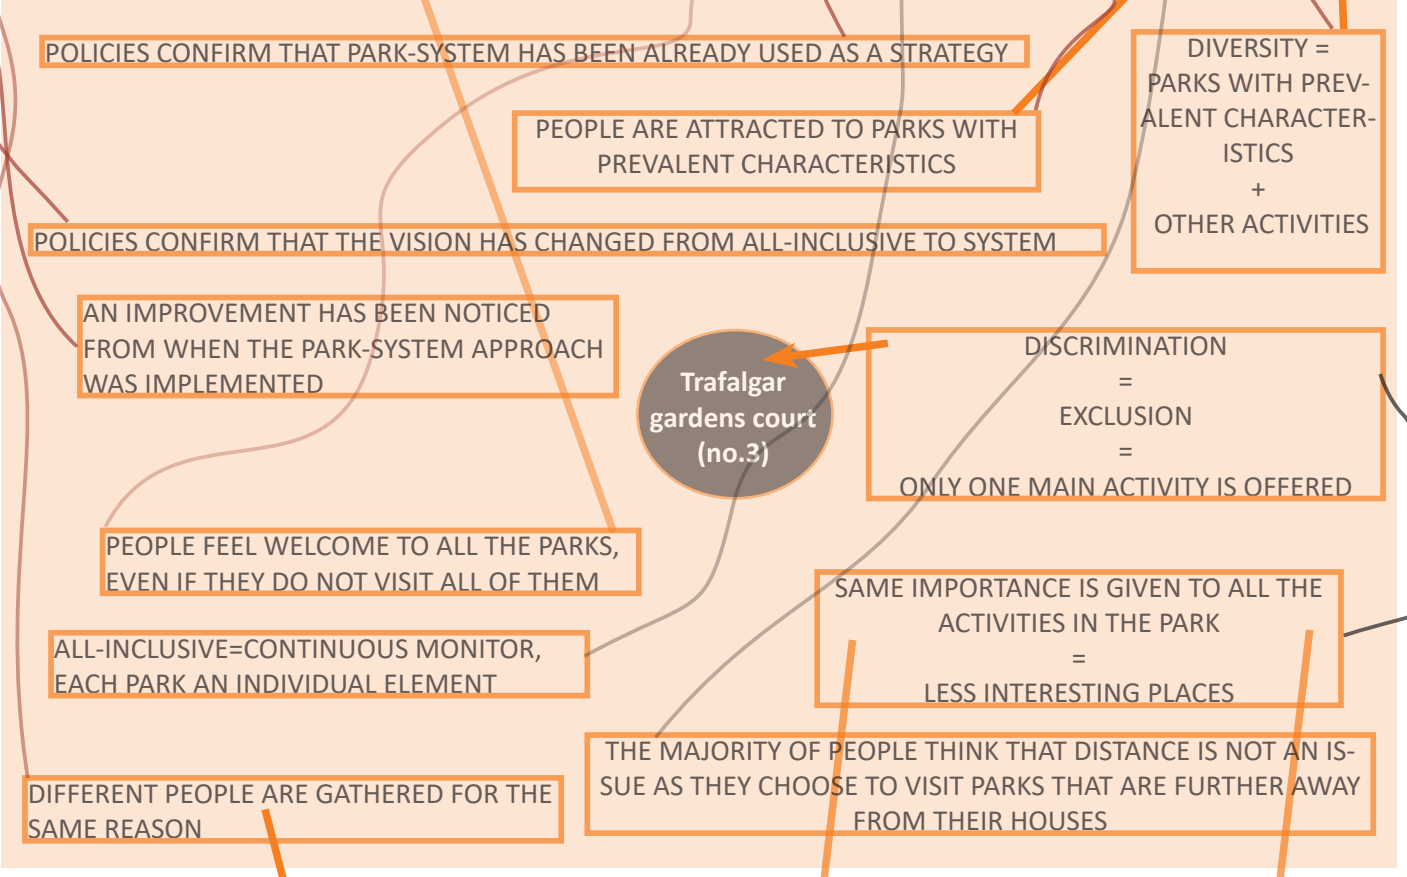 POLICIES CONFIRM THAT PARK-SYSTEM HAS BEEN ALREADY USED AS A STRATEGY
DIVERSITY =
PARKS WITH PREV-
ALENT CHARACTER-
ISTICS
+
OTHER ACTIVITIES
PEOPLE ARE ATTRACTED TO PARKS WITH
PREVALENT CHARACTERISTICS
POLICIES CONFIRM THAT THE VISION HAS CHANGED FROM ALL-INCLUSIVE TO SYSTEM
AN IMPROVEMENT HAS BEEN NOTICED
FROM WHEN THE PARK-SYSTEM APPROACH
WAS IMPLEMENTED
Trafalgar
gardens court
(no.3)
DISCRIMINATION
=
EXCLUSION
=
ONLY ONE MAIN ACTIVITY IS OFFERED
PEOPLE FEEL WELCOME TO ALL THE PARKS,
EVEN IF THEY DO NOT VISIT ALL OF THEM
SAME IMPORTANCE IS GIVEN TO ALL THE
ACTIVITIES IN THE PARK
=
LESS INTERESTING PLACES
ALL-INCLUSIVE=CONTINUOUS MONITOR,
EACH PARK AN INDIVIDUAL ELEMENT
THE MAJORITY OF PEOPLE THINK THAT DISTANCE IS NOT AN IS-
SUE AS THEY CHOOSE TO VISIT PARKS THAT ARE FURTHER AWAY
FROM THEIR HOUSES
DIFFERENT PEOPLE ARE GATHERED FOR THE
SAME REASON